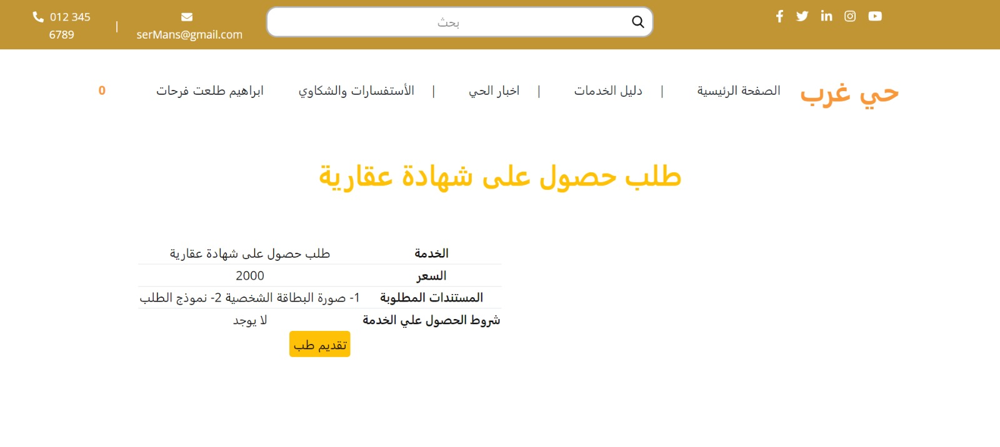 012 345
6789
|
serMans@gmail.com
بحث
حي غرب
الصفحة الرئيسية | دليل الخدمات | اخبار الحي | الأستفسارات والشكاوي ابراهيم طلعت فرحات 0
طلب حصول على شهادة عقارية
الخدمة طلب حصول على شهادة عقارية
السعر 2000
المستندات المطلوبة 1- صورة البطاقة الشخصية 2- نموذج الطلب
شروط الحصول علي الخدمة لا يوجد
تقديم طب